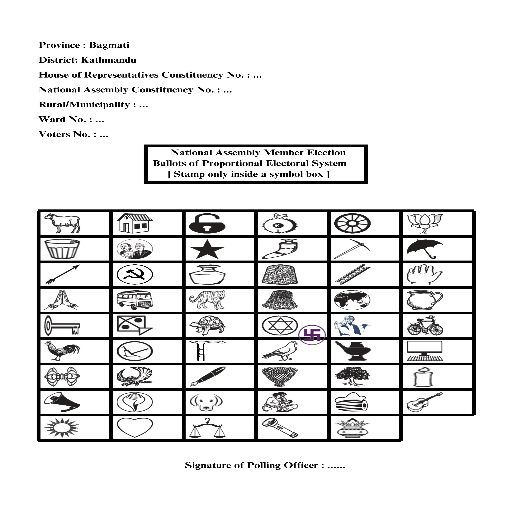 Province : Bagmati
District: Kathmandu
House of Representatives Constituency No. : ...
National Assembly Constituency No. : ...
Rural/Municipality : ...
Ward No. : ...
Voters No. : ...
National Assembly Member Election
Ballots of Proportional Electoral System
[ Stamp only inside a symbol box ]
Signature of Polling Officer : ......